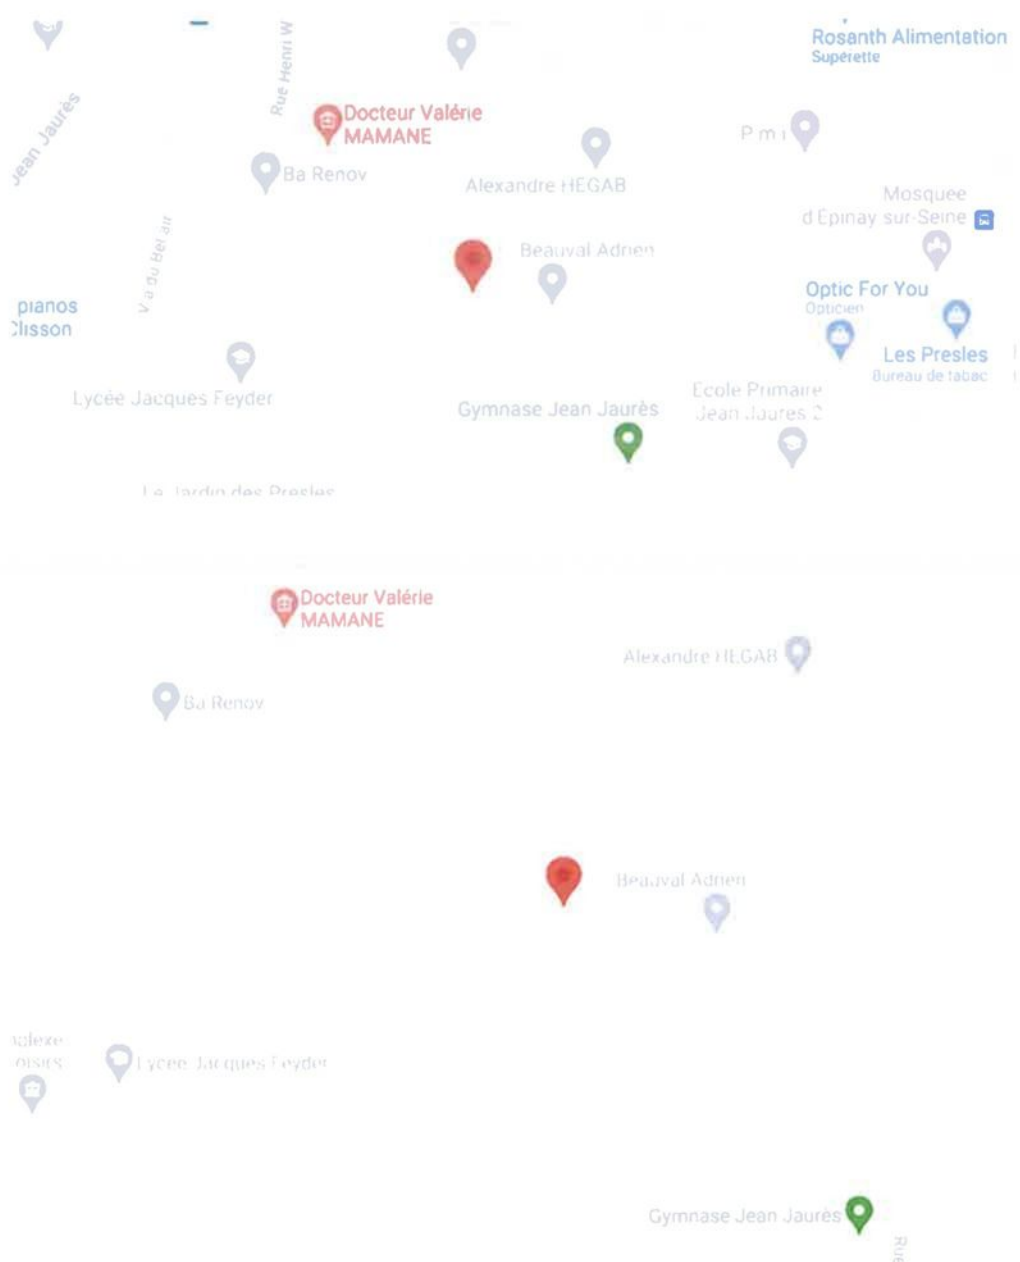 Rosanth Alimentation
Supérette
Rue Henri W
Jean Jaurès
Docteur Valérie
MAMANE
P m i
Ba Renov
Alexandre HEGAB
Mosquee
d'Epinay sur-Seine
Beauval Adrien
Optic For You
Opticien
pianos
Clisson
Les Presles
Bureau de tabac
Ecole Primaire
Jean Jaures 2
Lycée Jacques Feyder
Gymnase Jean Jaurès
Le Jardin des Presles
Docteur Valérie
MAMANE
Alexandre HEGAB
Ba Renov
Beauval Adrien
Lycee Jacques Feyder
Gymnase Jean Jaurès
Rue